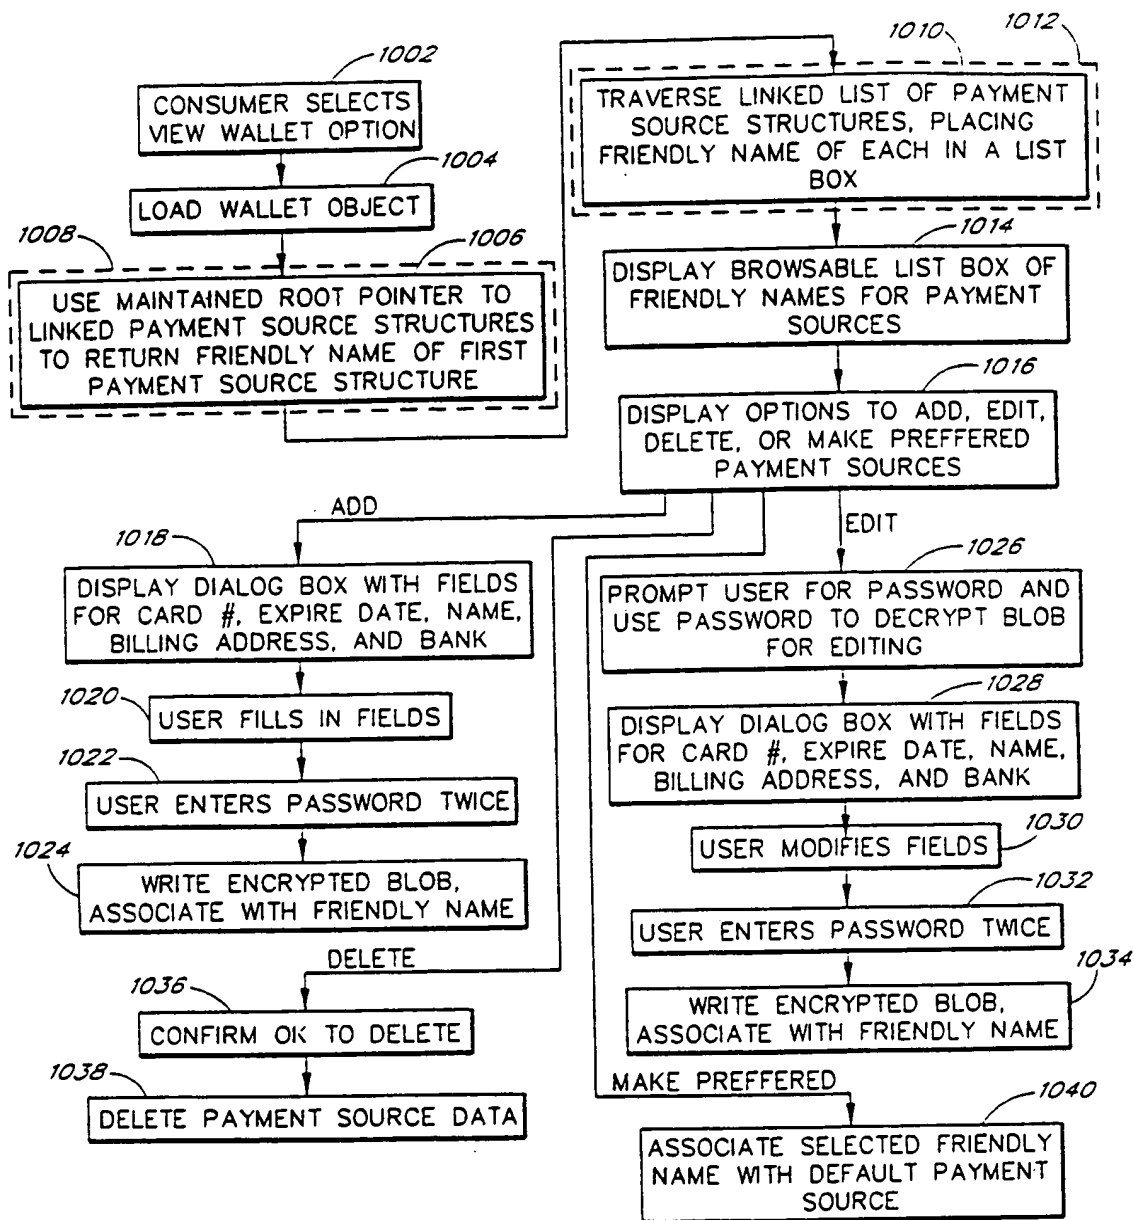 1002
CONSUMER SELECTS
VIEW WALLET OPTION
1004
LOAD WALLET OBJECT
1008
1006
USE MAINTAINED ROOT POINTER TO
LINKED PAYMENT SOURCE STRUCTURES
TO RETURN FRIENDLY NAME OF FIRST
PAYMENT SOURCE STRUCTURE
1010
1012
TRAVERSE LINKED LIST OF PAYMENT
SOURCE STRUCTURES, PLACING
FRIENDLY NAME OF EACH IN A LIST
BOX
1014
DISPLAY BROWSABLE LIST BOX OF
FRIENDLY NAMES FOR PAYMENT
SOURCES
1016
DISPLAY OPTIONS TO ADD, EDIT,
DELETE, OR MAKE PREFFERED
PAYMENT SOURCES
ADD
1018
DISPLAY DIALOG BOX WITH FIELDS
FOR CARD #, EXPIRE DATE, NAME,
BILLING ADDRESS, AND BANK
1020
USER FILLS IN FIELDS
1022
USER ENTERS PASSWORD TWICE
1024
WRITE ENCRYPTED BLOB,
ASSOCIATE WITH FRIENDLY NAME
DELETE
1036
CONFIRM OK TO DELETE
1038
DELETE PAYMENT SOURCE DATA
EDIT
1026
PROMPT USER FOR PASSWORD AND
USE PASSWORD TO DECRYPT BLOB
FOR EDITING
1028
DISPLAY DIALOG BOX WITH FIELDS
FOR CARD #, EXPIRE DATE, NAME,
BILLING ADDRESS, AND BANK
1030
USER MODIFIES FIELDS
1032
USER ENTERS PASSWORD TWICE
1034
WRITE ENCRYPTED BLOB,
ASSOCIATE WITH FRIENDLY NAME
MAKE PREFFERED
1040
ASSOCIATE SELECTED FRIENDLY
NAME WITH DEFAULT PAYMENT
SOURCE